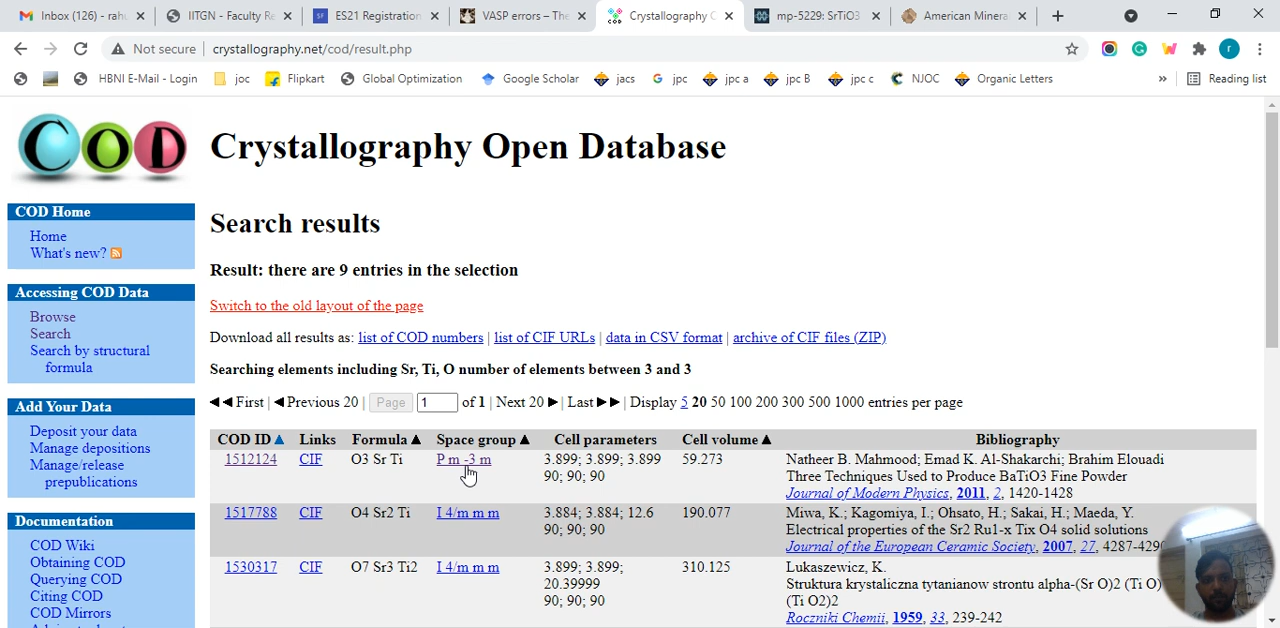 Inbox (126) - rah
IITGN - Faculty Re
ES21 Registration
VASP errors – The
Crystallography C
mp-5229: SrTiO3
American Minera
Not secure | crystallography.net/cod/result.php
r
HBNI E-Mail - Login
joc
Flipkart
Global Optimization
Google Scholar
jacs
jpc
jpc a
jpc B
jpc c
NJOC
Organic Letters
»
Reading list
COD
Crystallography Open Database
COD Home
Home
What's new?
Accessing COD Data
Browse
Search
Search by structural
formula
Add Your Data
Deposit your data
Manage depositions
Manage/release
prepublications
Documentation
COD Wiki
Obtaining COD
Querying COD
Citing COD
COD Mirrors
Search results
Result: there are 9 entries in the selection
Switch to the old layout of the page
Download all results as: list of COD numbers | list of CIF URLs | data in CSV format | archive of CIF files (ZIP)
Searching elements including Sr, Ti, O number of elements between 3 and 3
◀◀ First | ◀ Previous 20 | Page 1 of 1 | Next 20 ▶ | Last ▶▶ | Display 5 20 50 100 200 300 500 1000 entries per page
COD ID ▲ Links Formula ▲ Space group ▲ Cell parameters Cell volume ▲ Bibliography
1512124 CIF O3 Sr Ti P m -3 m 3.899; 3.899; 3.899 59.273 Natheer B. Mahmood; Emad K. Al-Shakarchi; Brahim Elouadi
90; 90; 90 Three Techniques Used to Produce BaTiO3 Fine Powder
Journal of Modern Physics, 2011, 2, 1420-1428
1517788 CIF O4 Sr2 Ti I 4/m m m 3.884; 3.884; 12.6 190.077 Miwa, K.; Kagomiya, I.; Ohsato, H.; Sakai, H.; Maeda, Y.
90; 90; 90 Electrical properties of the Sr2 Ru1-x Tix O4 solid solutions
Journal of the European Ceramic Society, 2007, 27, 4287-4290
1530317 CIF O7 Sr3 Ti2 I 4/m m m 3.899; 3.899; 310.125 Lukaszewicz, K.
20.39999 Struktura krystaliczna tytanianow strontu alpha-(Sr O)2 (Ti O)
90; 90; 90 (Ti O2)2
Roczniki Chemii, 1959, 33, 239-242